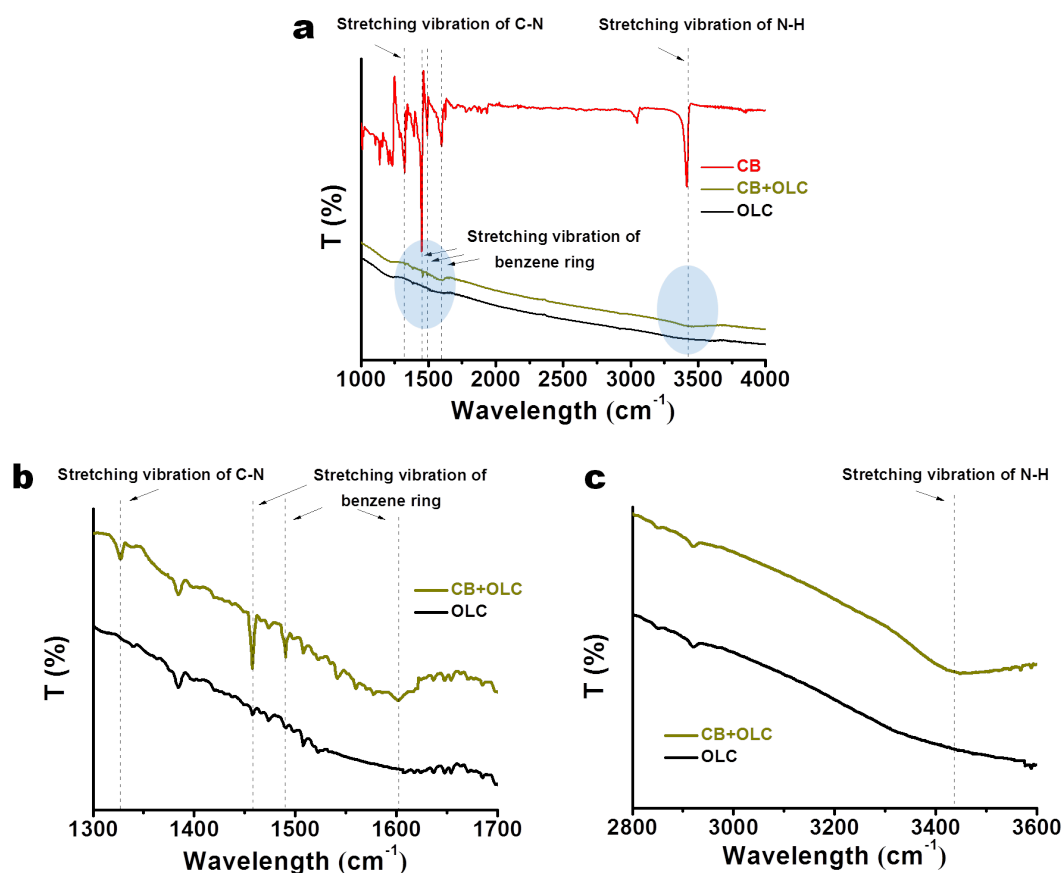 a
Stretching vibration of C-N
Stretching vibration of N-H
T (%)
CB
CB+OLC
OLC
Stretching vibration of
benzene ring
1000 1500 2000 2500 3000 3500 4000
Wavelength (cm⁻¹)
b
Stretching vibration of C-N
Stretching vibration of
benzene ring
T (%)
CB+OLC
OLC
1300 1400 1500 1600 1700
Wavelength (cm⁻¹)
c
Stretching vibration of N-H
T (%)
CB+OLC
OLC
2800 3000 3200 3400 3600
Wavelength (cm⁻¹)